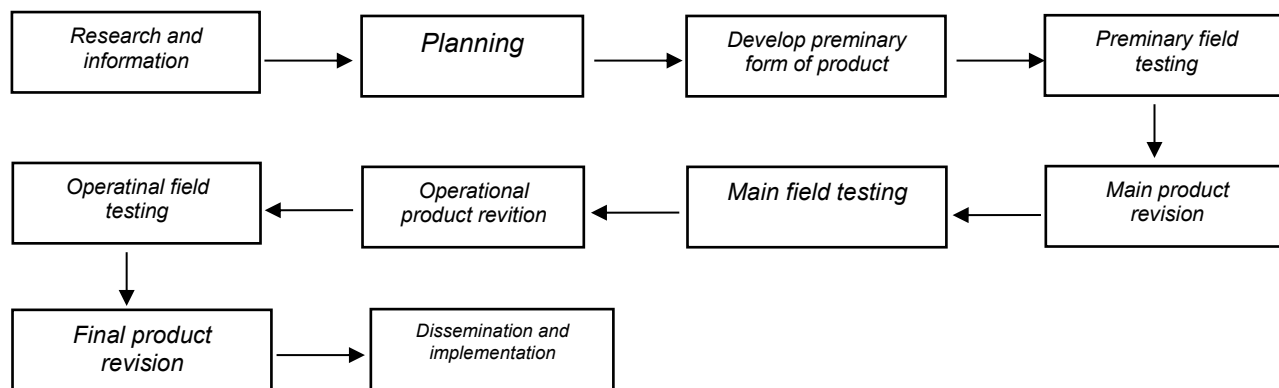 Research and
information
Planning
Develop preminary
form of product
Preminary field
testing
Main product
revision
Main field testing
Operational
product revition
Operatinal field
testing
Final product
revision
Dissemination and
implementation